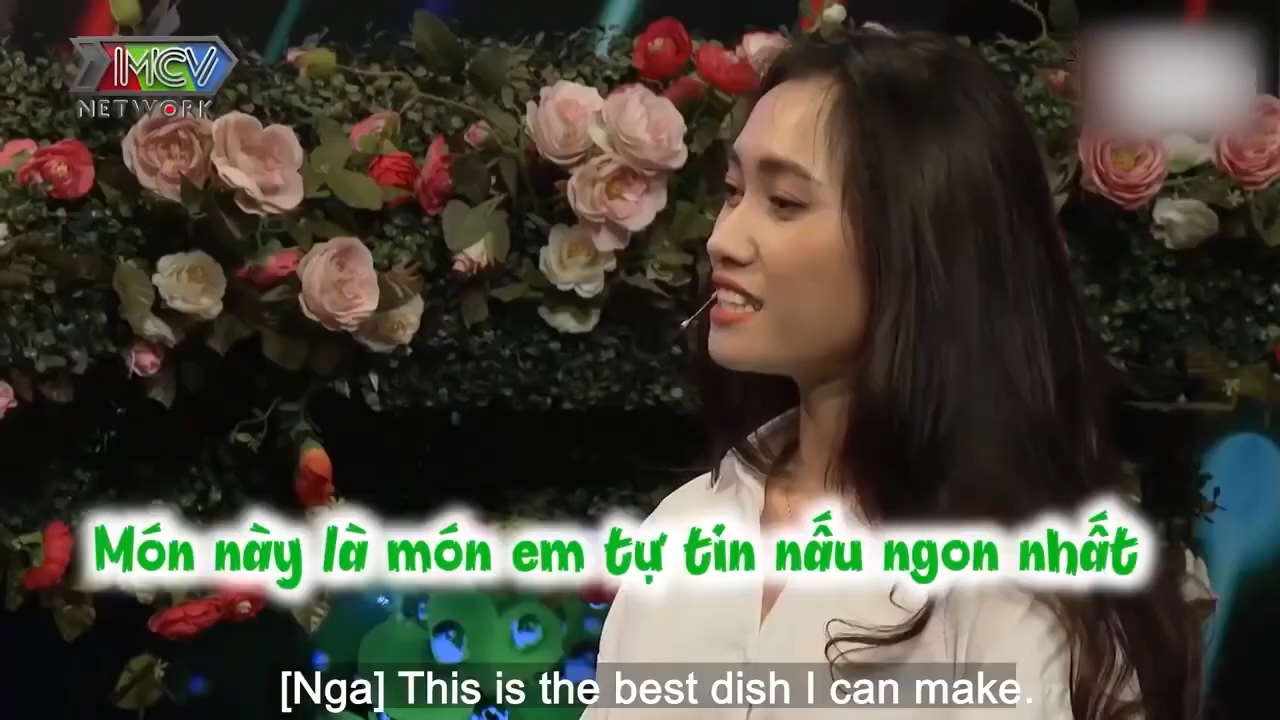 MCV
NETWORK
Món này là món em tự tin nấu ngon nhất
[Nga] This is the best dish I can make.